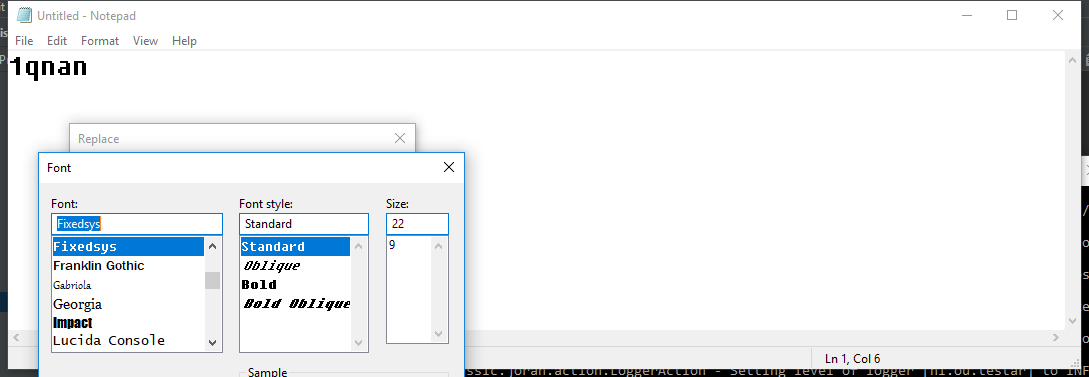 Untitled - Notepad
File Edit Format View Help
1qnan
Replace
Font
Font: Font style: Size:
Fixedsys Standard 22
Fixedsys Standard 9
Franklin Gothic Oblique
Gabriola Bold
Georgia Bold Oblique
Impact
Lucida Console
Sample
Ln 1, Col 6
ssic.joran.action.LoggerAction - Setting level of logger [nl.ou.testar] to INF